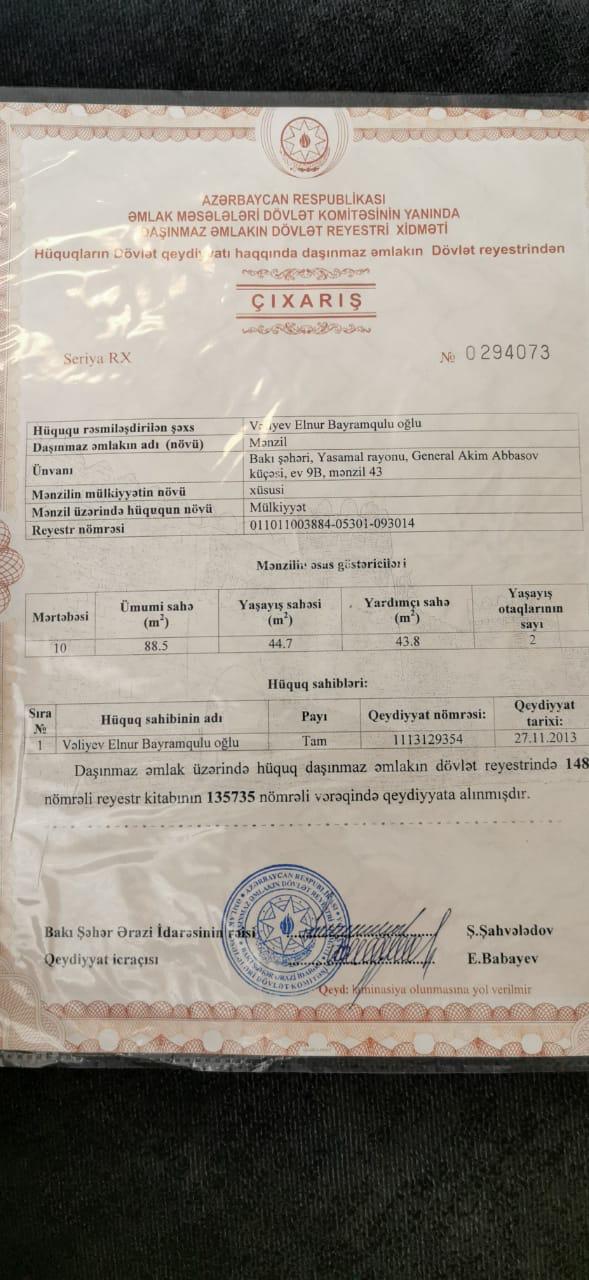 AZƏRBAYCAN RESPUBLİKASI
ƏMLAK MƏSƏLƏLƏRİ DÖVLƏT KOMİTƏSİNİN YANINDA
DAŞINMAZ ƏMLAKIN DÖVLƏT REYESTRİ XİDMƏTİ
Hüquqların Dövlət qeydiyyatı haqqında daşınmaz əmlakın Dövlət reyestrindən
ÇIXARIŞ
Seriya RX № 0294073
Hüququ rəsmiləşdirilən şəxs Vəliyev Elnur Bayramqulu oğlu
Daşınmaz əmlakın adı (növü) Mənzil
Ünvanı Bakı şəhəri, Yasamal rayonu, General Akim Abbasov
küçəsi, ev 9B, mənzil 43
Mənzilin mülkiyyətin növü xüsusi
Mənzil üzərində hüququn növü Mülkiyyət
Reyestr nömrəsi 011011003884-05301-093014
Mənzilin əsas göstəriciləri
Mərtəbəsi Ümumi sahə (m²) Yaşayış sahəsi (m²) Yardımçı sahə (m²) Yaşayış otaqlarının sayı
10 88.5 44.7 43.8 2
Hüquq sahibləri:
Sıra № Hüquq sahibinin adı Payı Qeydiyyat nömrəsi: Qeydiyyat tarixi:
1 Vəliyev Elnur Bayramqulu oğlu Tam 1113129354 27.11.2013
Daşınmaz əmlak üzərində hüquq daşınmaz əmlakın dövlət reyestrində 148
nömrəli reyestr kitabının 135735 nömrəli vərəqində qeydiyyata alınmışdır.
Bakı Şəhər Ərazi İdarəsinin rəisi Ş.Şahvələdov
Qeydiyyat icraçısı E.Babayev
Qeyd: laminasiya olunmasına yol verilmir